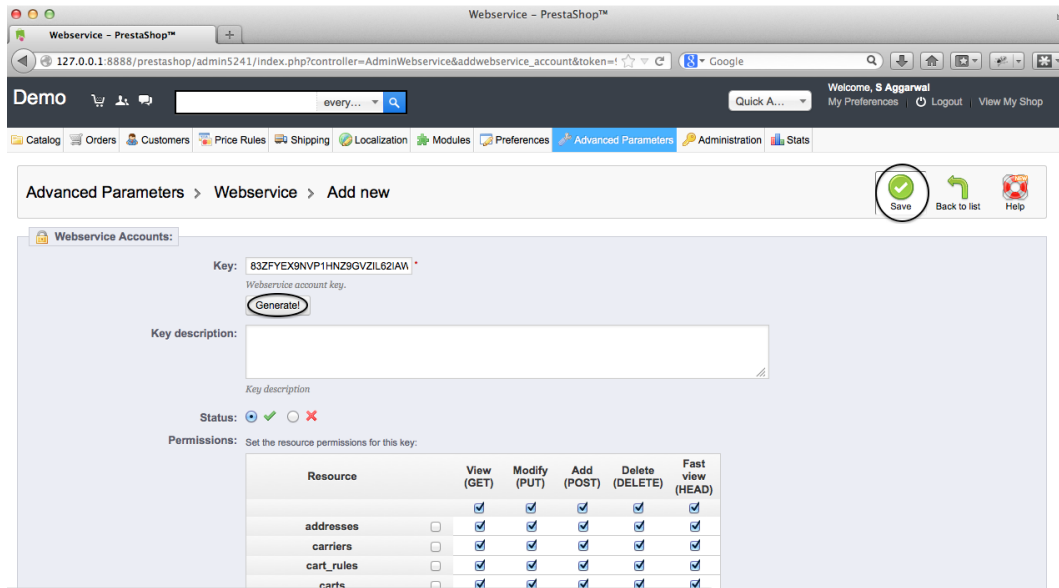 Webservice – PrestaShop™
Webservice – PrestaShop™ +
127.0.0.1:8888/prestashop/admin5241/index.php?controller=AdminWebservice&addwebservice_account&token= Google
Demo every... Quick A... Welcome, S Aggarwal
My Preferences Logout View My Shop
Catalog Orders Customers Price Rules Shipping Localization Modules Preferences Advanced Parameters Administration Stats
Advanced Parameters > Webservice > Add new Save Back to list Help
Webservice Accounts:
Key: 83ZFYEX9NVP1HNZ9GVZIL62IAW *
Webservice account key.
Generate!
Key description:
Key description
Status:
Permissions: Set the resource permissions for this key:
Resource View (GET) Modify (PUT) Add (POST) Delete (DELETE) Fast view (HEAD)
addresses
carriers
cart_rules
carts